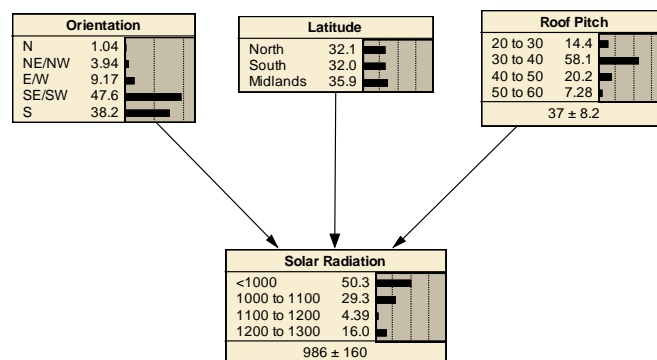 Orientation
N 1.04
NE/NW 3.94
E/W 9.17
SE/SW 47.6
S 38.2
Latitude
North 32.1
South 32.0
Midlands 35.9
Roof Pitch
20 to 30 14.4
30 to 40 58.1
40 to 50 20.2
50 to 60 7.28
37 ± 8.2
Solar Radiation
<1000 50.3
1000 to 1100 29.3
1100 to 1200 4.39
1200 to 1300 16.0
986 ± 160